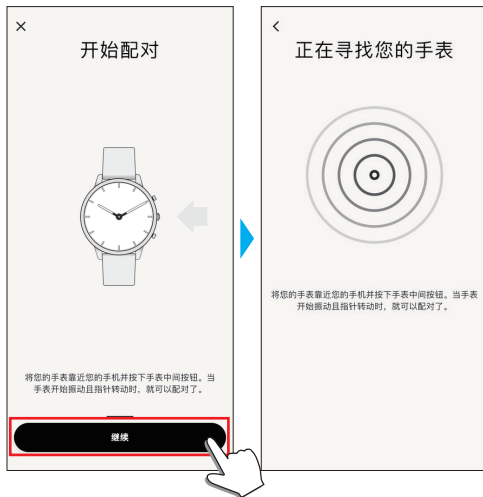 开始配对
将您的手表靠近您的手机并按下手表中间按钮。当
手表开始振动且指针转动时，就可以配对了。
继续
正在寻找您的手表
将您的手表靠近您的手机并按下手表中间按钮。当手表
开始振动且指针转动时，就可以配对了。